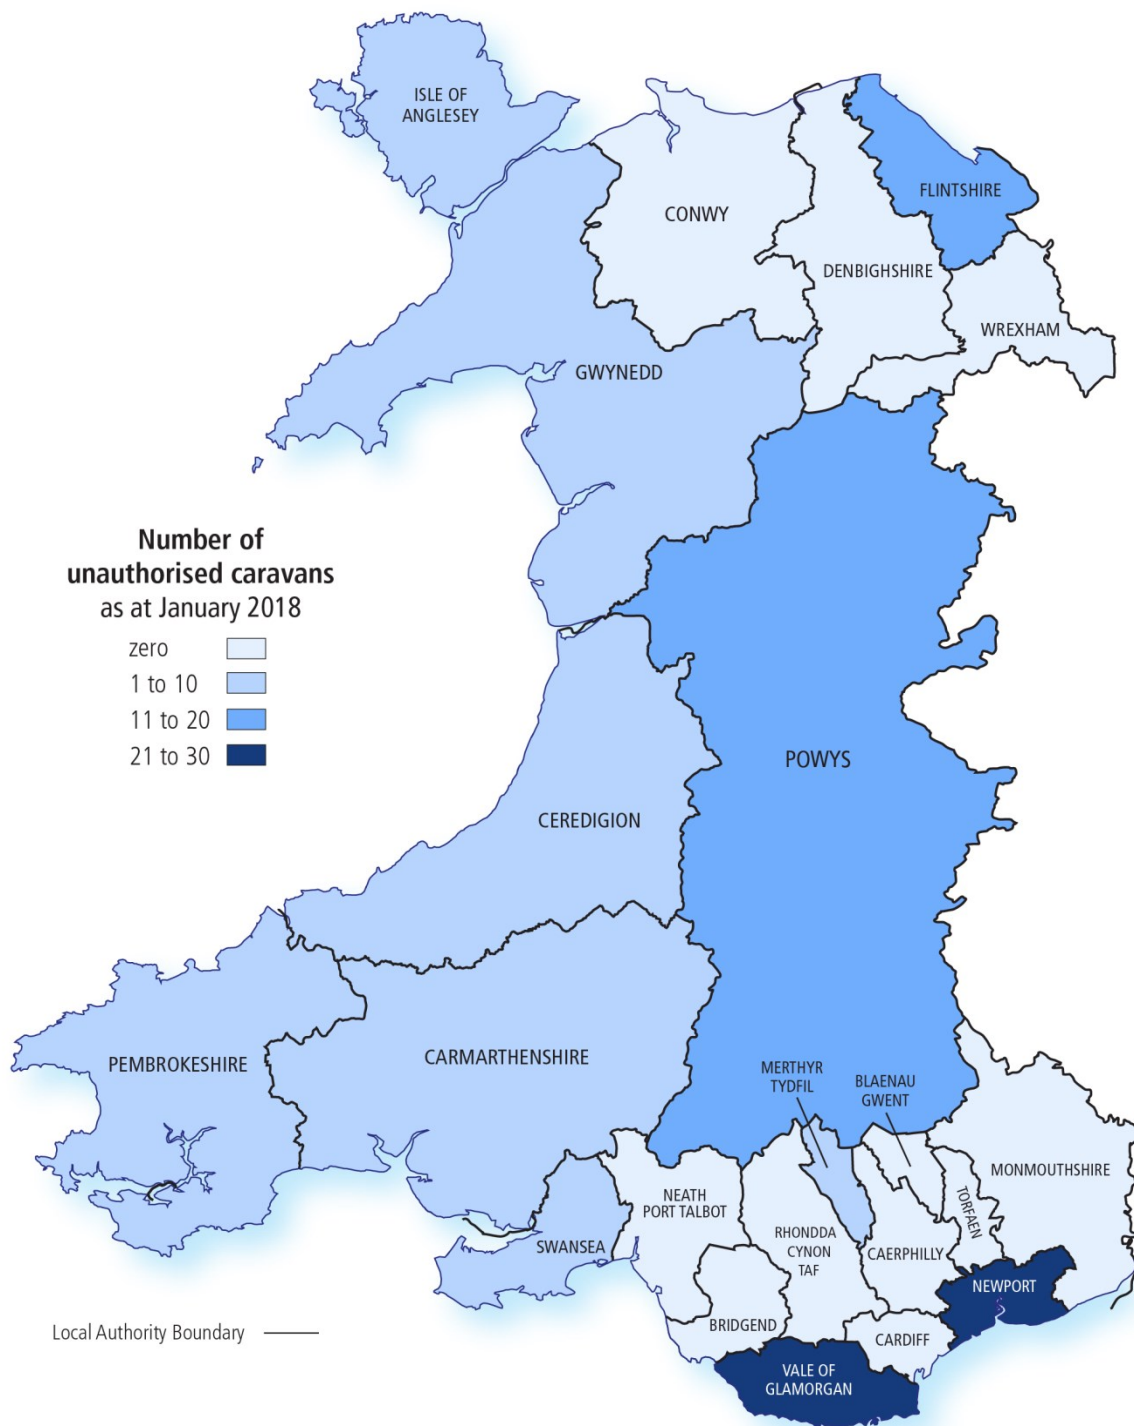 ISLE OF
ANGLESEY
FLINTSHIRE
CONWY
DENBIGHSHIRE
WREXHAM
GWYNEDD
Number of
unauthorised caravans
as at January 2018
zero
1 to 10
11 to 20
21 to 30
POWYS
CEREDIGION
PEMBROKESHIRE
CARMARTHENSHIRE
MERTHYR
TYDFIL
BLAENAU
GWENT
MONMOUTHSHIRE
NEATH
PORT TALBOT
TORFAEN
SWANSEA
RHONDDA
CYNON
TAF
CAERPHILLY
NEWPORT
BRIDGEND
CARDIFF
VALE OF
GLAMORGAN
Local Authority Boundary